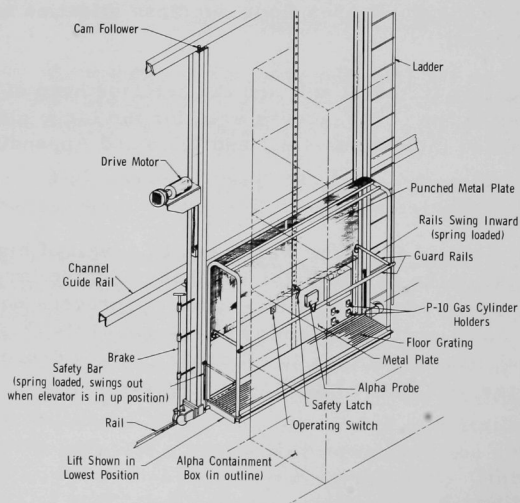 Cam Follower
Ladder
Drive Motor
Punched Metal Plate
Rails Swing Inward
(spring loaded)
Channel
Guide Rail
Guard Rails
P-10 Gas Cylinder
Holders
Brake
Floor Grating
Safety Bar
(spring loaded, swings out
when elevator is in up position)
Metal Plate
Alpha Probe
Safety Latch
Rail
Operating Switch
Lift Shown in
Lowest Position
Alpha Containment
Box (in outline)